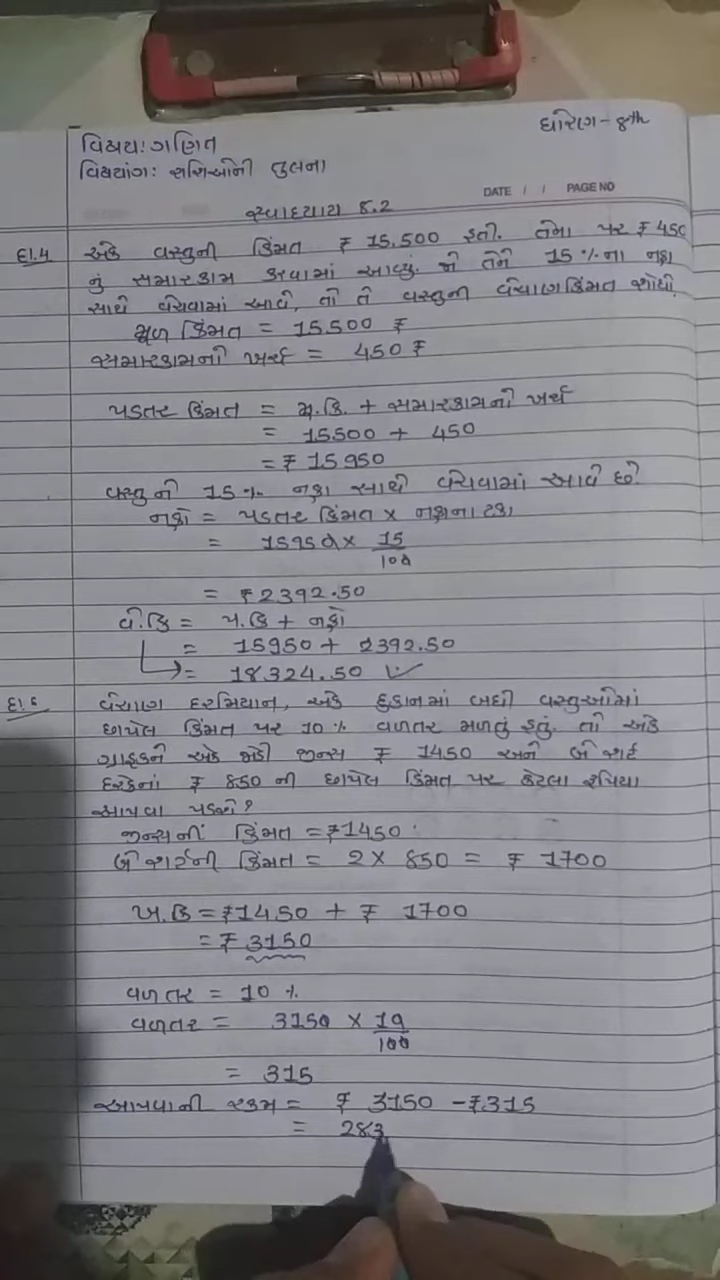 ધોરણ - 8th
વિષય: ગણિત
વિષયાંગ: રાશિઓની તુલના
DATE / / PAGE NO
સ્વાધ્યાય 8.2
દા.4 એક વસ્તુની કિંમત ₹ 15,500 હતી. તેના પર ₹ 450
નું સમારકામ કરવામાં આવ્યું. જો તેને 15 % ના નફા
સાથે વેચવામાં આવે, તો તે વસ્તુની વેચાણકિંમત શોધો.
મૂળ કિંમત = 15500 ₹
સમારકામનો ખર્ચ = 450 ₹
પડતર કિંમત = મૂ.કિં. + સમારકામનો ખર્ચ
= 15500 + 450
= ₹ 15950
વસ્તુ ને 15 % નફા સાથે વેચવામાં આવે છે.
નફો = પડતર કિંમત × નફાના ટકા
= 15950 × 15/100
= ₹ 2392.50
વે.કિં = પ.કિં + નફો
= 15950 + 2392.50
= 18,324.50
દા.5 વેચાણ દરમિયાન, એક દુકાનમાં બધી વસ્તુઓમાં
છાપેલ કિંમત પર 10 % વળતર મળતું હતું. તો એક
ગ્રાહકને એક જોડી જીન્સ ₹ 1450 અને બે શર્ટ
દરેકનાં ₹ 850 ની છાપેલ કિંમત પર કેટલા રૂપિયા
આપવા પડશે?
જીન્સની કિંમત = ₹1450
બે શર્ટની કિંમત = 2 × 850 = ₹ 1700
ખ.કિં = ₹1450 + ₹ 1700
= ₹ 3150
વળતર = 10 %
વળતર = 3150 × 10/100
= 315
આપવાની રકમ = ₹ 3150 - ₹315
= 283